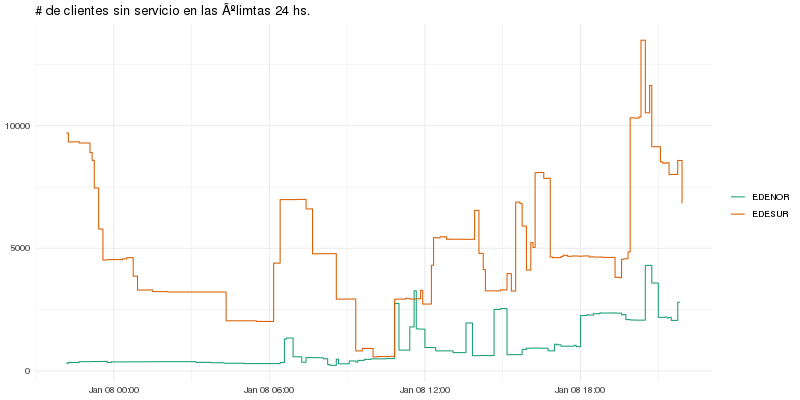 # de clientes sin servicio en las Ãºlimtas 24 hs.
10000
5000
0
Jan 08 00:00
Jan 08 06:00
Jan 08 12:00
Jan 08 18:00
EDENOR
EDESUR